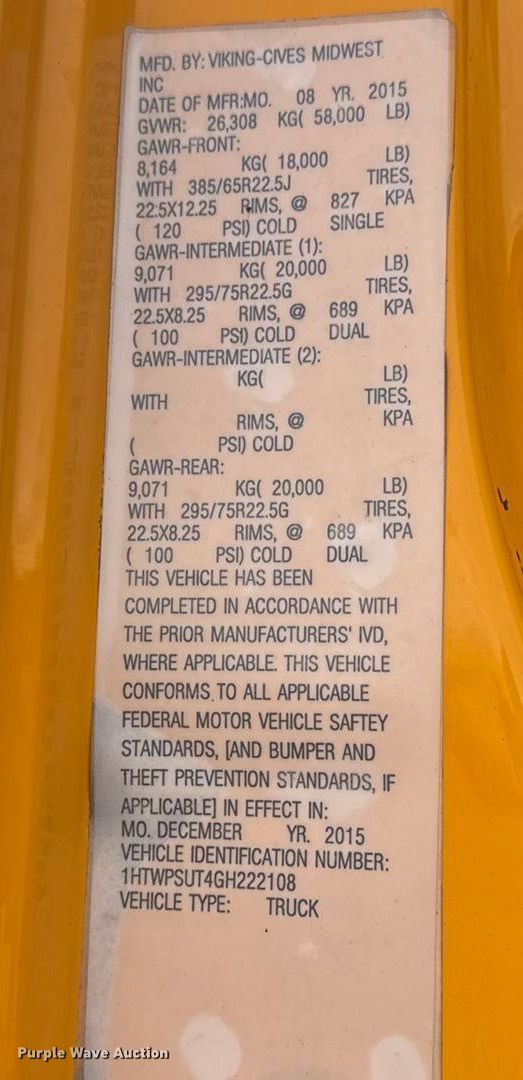 MFD. BY: VIKING-CIVES MIDWEST
INC
DATE OF MFR:MO. 08 YR. 2015
GVWR: 26,308 KG( 58,000 LB)
GAWR-FRONT:
8,164 KG( 18,000 LB)
WITH 385/65R22.5J TIRES,
22.5X12.25 RIMS, @ 827 KPA
( 120 PSI) COLD SINGLE
GAWR-INTERMEDIATE (1):
9,071 KG( 20,000 LB)
WITH 295/75R22.5G TIRES,
22.5X8.25 RIMS, @ 689 KPA
( 100 PSI) COLD DUAL
GAWR-INTERMEDIATE (2):
KG( LB)
WITH TIRES,
RIMS, @ KPA
( PSI) COLD
GAWR-REAR:
9,071 KG( 20,000 LB)
WITH 295/75R22.5G TIRES,
22.5X8.25 RIMS, @ 689 KPA
( 100 PSI) COLD DUAL
THIS VEHICLE HAS BEEN
COMPLETED IN ACCORDANCE WITH
THE PRIOR MANUFACTURERS' IVD,
WHERE APPLICABLE. THIS VEHICLE
CONFORMS TO ALL APPLICABLE
FEDERAL MOTOR VEHICLE SAFTEY
STANDARDS, [AND BUMPER AND
THEFT PREVENTION STANDARDS, IF
APPLICABLE] IN EFFECT IN:
MO. DECEMBER YR. 2015
VEHICLE IDENTIFICATION NUMBER:
1HTWPSUT4GH222108
VEHICLE TYPE: TRUCK
Purple Wave Auction